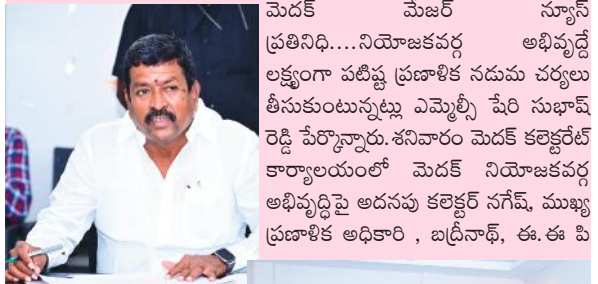 మెదక్ మేజర్ న్యూస్
ప్రతినిధి....నియోజకవర్గ అభివృద్దే
లక్ష్యంగా పటిష్ట ప్రణాళిక నడుమ చర్యలు
తీసుకుంటున్నట్లు ఎమ్మెల్సీ షేరి సుభాష్
రెడ్డి పేర్కొన్నారు.శనివారం మెదక్ కలెక్టరేట్
కార్యాలయంలో మెదక్ నియోజకవర్గ
అభివృద్ధిపై అదనపు కలెక్టర్ నగేష్, ముఖ్య
ప్రణాళిక అధికారి , బద్రీనాథ్, ఈ.ఈ పి